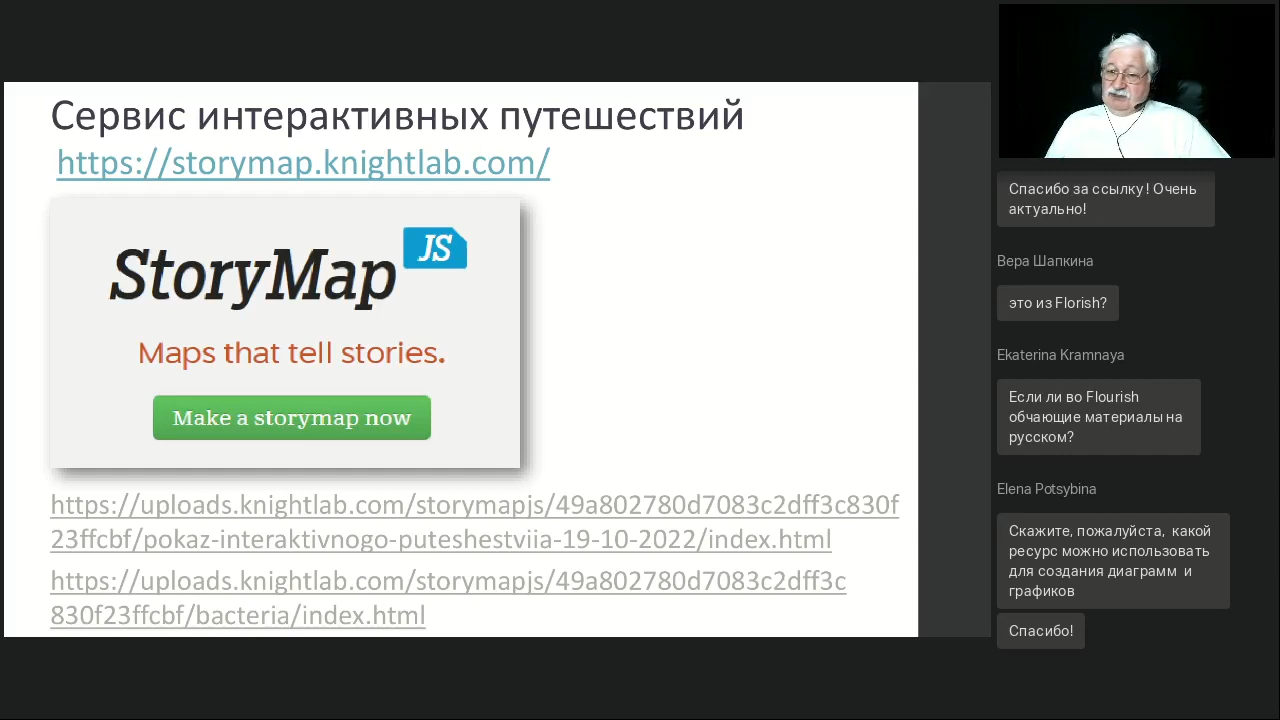 Сервис интерактивных путешествий
https://storymap.knightlab.com/
StoryMap JS
Maps that tell stories.
Make a storymap now
https://uploads.knightlab.com/storymapjs/49a802780d7083c2dff3c830f
23ffcbf/pokaz-interaktivnogo-puteshestviia-19-10-2022/index.html
https://uploads.knightlab.com/storymapjs/49a802780d7083c2dff3c
830f23ffcbf/bacteria/index.html
Спасибо за ссылку! Очень
актуально!
Вера Шапкина
это из Florish?
Ekaterina Kramnaya
Если ли во Flourish
обчающие материалы на
русском?
Elena Potsybina
Скажите, пожалуйста, какой
ресурс можно использовать
для создания диаграмм и
графиков
Спасибо!